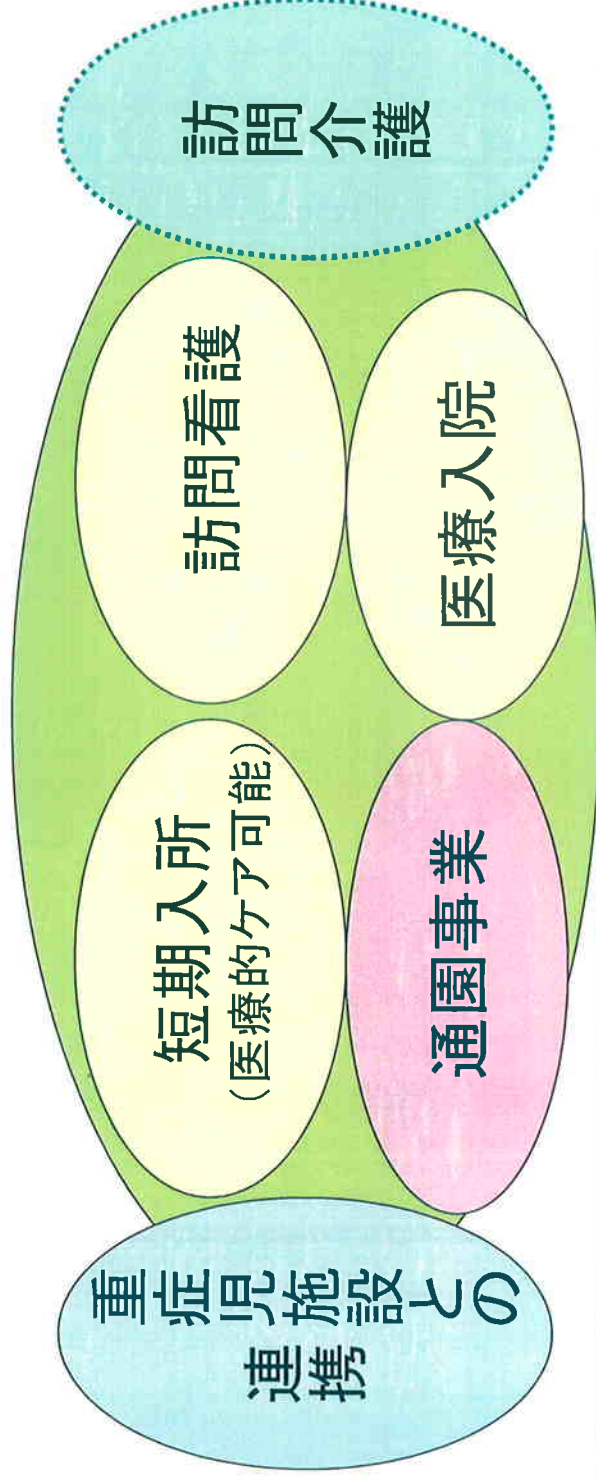 重症児施設との
連携
短期入所
(医療的ケア可能)
訪問看護
通園事業
医療入院
訪問介護